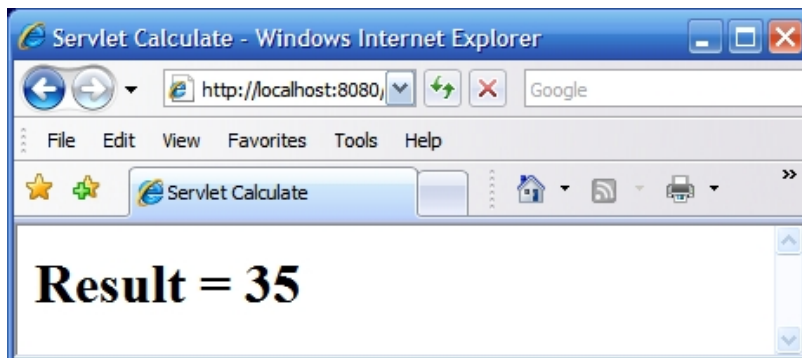 Servlet Calculate - Windows Internet Explorer
http://localhost:8080/
Google
File Edit View Favorites Tools Help
Servlet Calculate
Result = 35